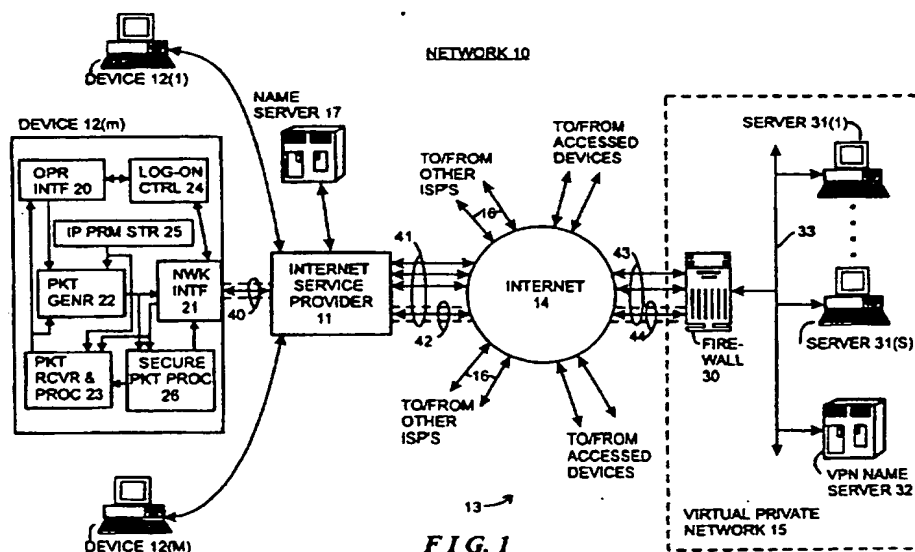 NETWORK 10
DEVICE 12(1)
NAME
SERVER 17
DEVICE 12(m)
OPR
INTF 20
LOG-ON
CTRL 24
IP PRM STR 25
PKT
GENR 22
NWK
INTF
21
PKT
RCVR &
PROC 23
SECURE
PKT PROC
26
40
INTERNET
SERVICE
PROVIDER
11
41
42
TO/FROM
OTHER
ISP'S
16
TO/FROM
ACCESSED
DEVICES
INTERNET
14
TO/FROM
OTHER
ISP'S
16
TO/FROM
ACCESSED
DEVICES
43
44
FIRE-
WALL
30
33
SERVER 31(1)
SERVER 31(S)
VPN NAME
SERVER 32
VIRTUAL PRIVATE
NETWORK 15
DEVICE 12(M)
13
FIG. 1